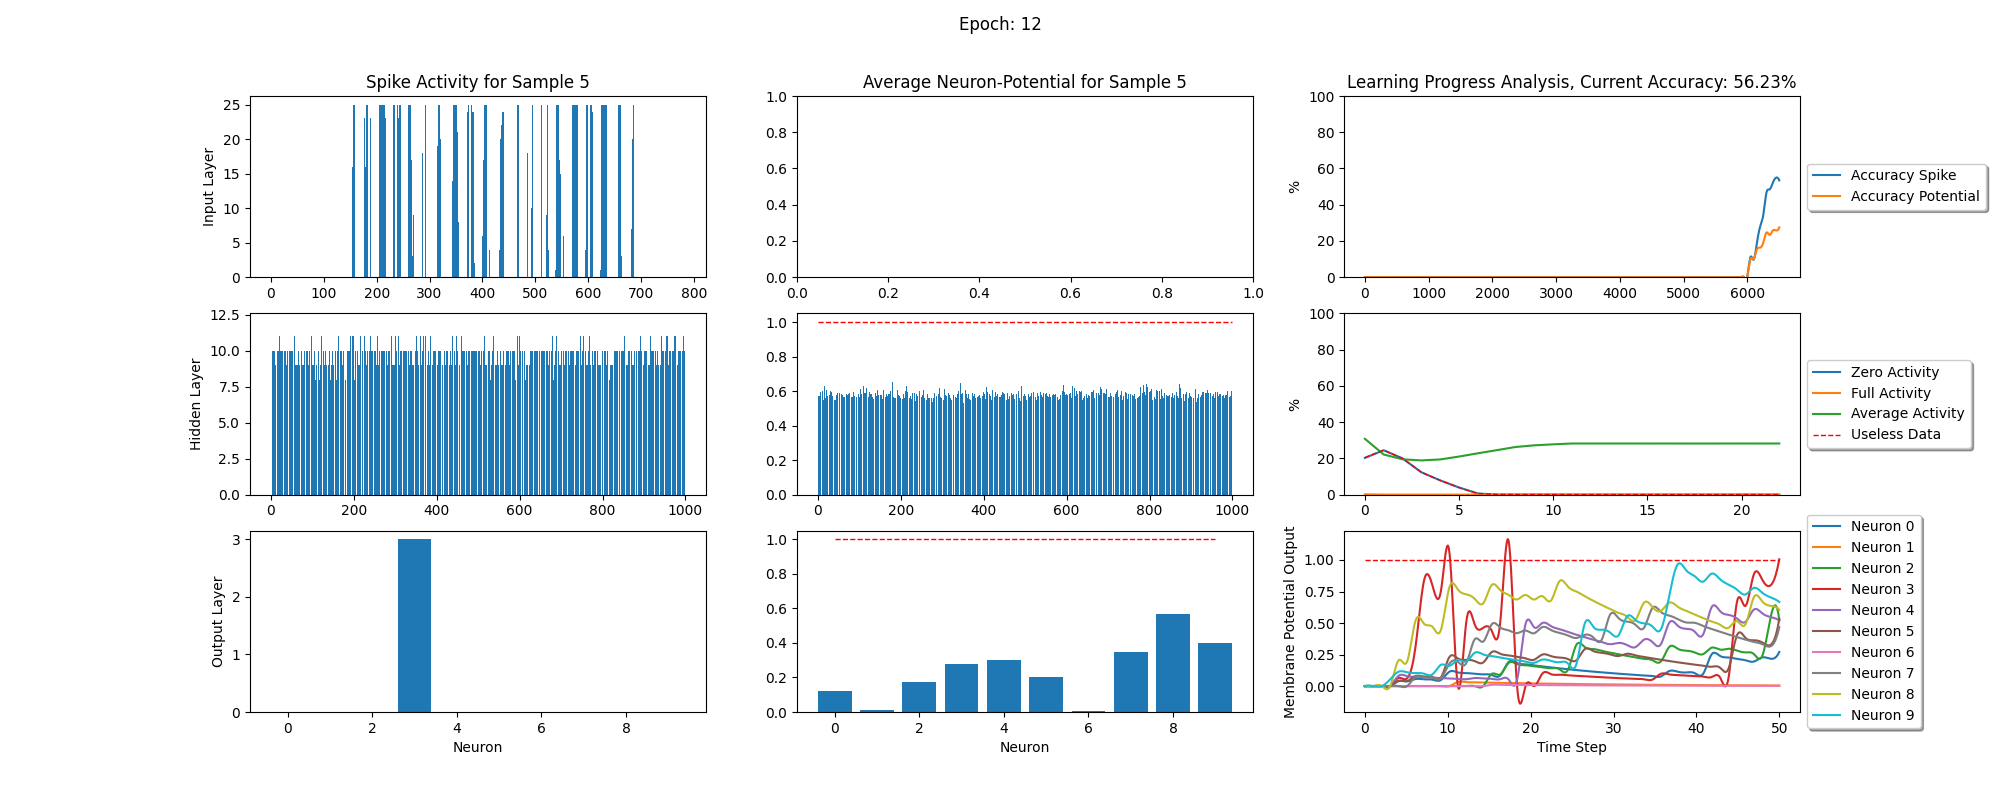 Epoch: 12
Spike Activity for Sample 5
Average Neuron-Potential for Sample 5
Learning Progress Analysis, Current Accuracy: 56.23%
Input Layer
25
20
15
10
5
0
0 100 200 300 400 500 600 700 800
1.0
0.8
0.6
0.4
0.2
0.0
0.0 0.2 0.4 0.6 0.8 1.0
%
100
80
60
40
20
0
0 1000 2000 3000 4000 5000 6000
Accuracy Spike
Accuracy Potential
Hidden Layer
12.5
10.0
7.5
5.0
2.5
0.0
0 200 400 600 800 1000
1.0
0.8
0.6
0.4
0.2
0.0
0 200 400 600 800 1000
%
100
80
60
40
20
0
0 5 10 15 20
Zero Activity
Full Activity
Average Activity
Useless Data
Output Layer
3
2
1
0
0 2 4 6 8
Neuron
1.0
0.8
0.6
0.4
0.2
0.0
0 2 4 6 8
Neuron
Membrane Potential Output
1.00
0.75
0.50
0.25
0.00
0 10 20 30 40 50
Time Step
Neuron 0
Neuron 1
Neuron 2
Neuron 3
Neuron 4
Neuron 5
Neuron 6
Neuron 7
Neuron 8
Neuron 9